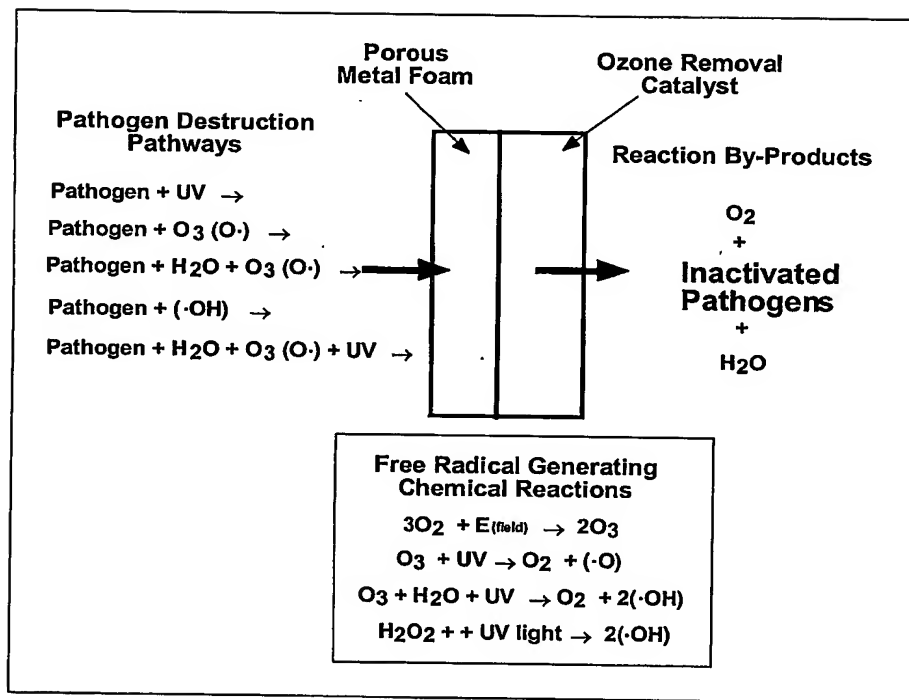 Porous
Metal Foam
Ozone Removal
Catalyst
Pathogen Destruction
Pathways
Pathogen + UV →
Pathogen + O3 (O·) →
Pathogen + H2O + O3 (O·) →
Pathogen + (·OH) →
Pathogen + H2O + O3 (O·) + UV →
Reaction By-Products
O2
+
Inactivated
Pathogens
+
H2O
Free Radical Generating
Chemical Reactions
3O2 + E(field) → 2O3
O3 + UV → O2 + (·O)
O3 + H2O + UV → O2 + 2(·OH)
H2O2 + + UV light → 2(·OH)